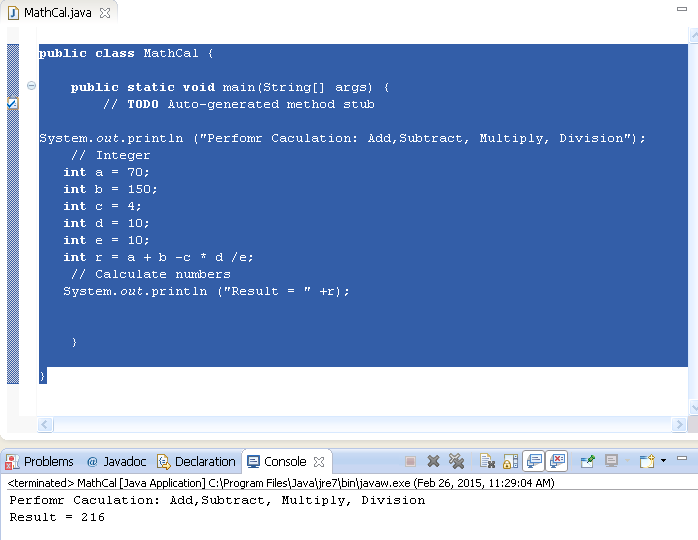 MathCal.java
public class MathCal {
public static void main(String[] args) {
// TODO Auto-generated method stub
System.out.println ("Perfomr Caculation: Add,Subtract, Multiply, Division");
// Integer
int a = 70;
int b = 150;
int c = 4;
int d = 10;
int e = 10;
int r = a + b -c * d /e;
// Calculate numbers
System.out.println ("Result = " +r);
}
}
Problems @ Javadoc Declaration Console
<terminated> MathCal [Java Application] C:\Program Files\Java\jre7\bin\javaw.exe (Feb 26, 2015, 11:29:04 AM)
Perfomr Caculation: Add,Subtract, Multiply, Division
Result = 216